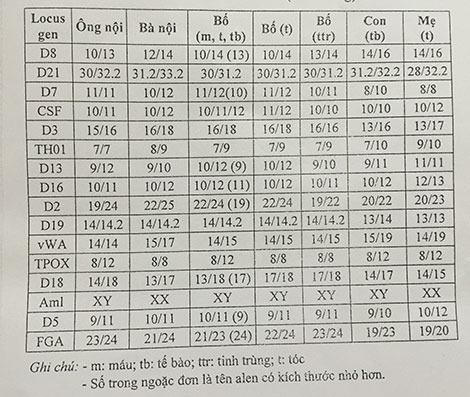 Locus gen | Ông nội | Bà nội | Bố (m, t, tb) | Bố (t) | Bố (ttr) | Con (tb) | Mẹ (t)
D8 | 10/13 | 12/14 | 10/14 (13) | 10/14 | 13/14 | 14/16 | 14/16
D21 | 30/32.2 | 31.2/33.2 | 30/31.2 | 30/31.2 | 30/31.2 | 31.2/32.2 | 28/32.2
D7 | 11/11 | 10/12 | 11/12(10) | 11/12 | 10/11 | 8/10 | 8/8
CSF | 10/11 | 10/12 | 10/11/12 | 11/12 | 10/10 | 10/10 | 10/12
D3 | 15/16 | 16/18 | 16/18 | 16/18 | 16/16 | 13/16 | 13/17
TH01 | 7/7 | 8/9 | 7/9 | 7/9 | 7/9 | 7/10 | 9/10
D13 | 9/12 | 9/10 | 10/12 (9) | 10/12 | 9/10 | 9/11 | 11/11
D16 | 10/11 | 10/12 | 10/12 (11) | 10/12 | 10/11 | 10/12 | 12/13
D2 | 19/24 | 22/25 | 22/24 (19) | 22/24 | 19/22 | 20/22 | 20/23
D19 | 14/14.2 | 14/14.2 | 14/14.2 | 14/14.2 | 14/14.2 | 13/14 | 13/13
vWA | 14/14 | 15/17 | 14/15 | 14/15 | 14/15 | 15/19 | 14/19
TPOX | 8/12 | 8/8 | 8/12 | 8/12 | 8/8 | 8/12 | 8/12
D18 | 14/18 | 13/17 | 13/18 (17) | 17/18 | 17/18 | 14/17 | 14/15
Aml | XY | XX | XY | XY | XY | XY | XX
D5 | 9/11 | 10/11 | 10/11 (9) | 9/11 | 9/11 | 9/10 | 10/12
FGA | 23/24 | 21/24 | 21/23 (24) | 22/24 | 23/24 | 19/23 | 19/20
Ghi chú: - m: máu; tb: tế bào; ttr: tinh trùng; t: tóc
- Số trong ngoặc đơn là tên alen có kích thước nhỏ hơn.